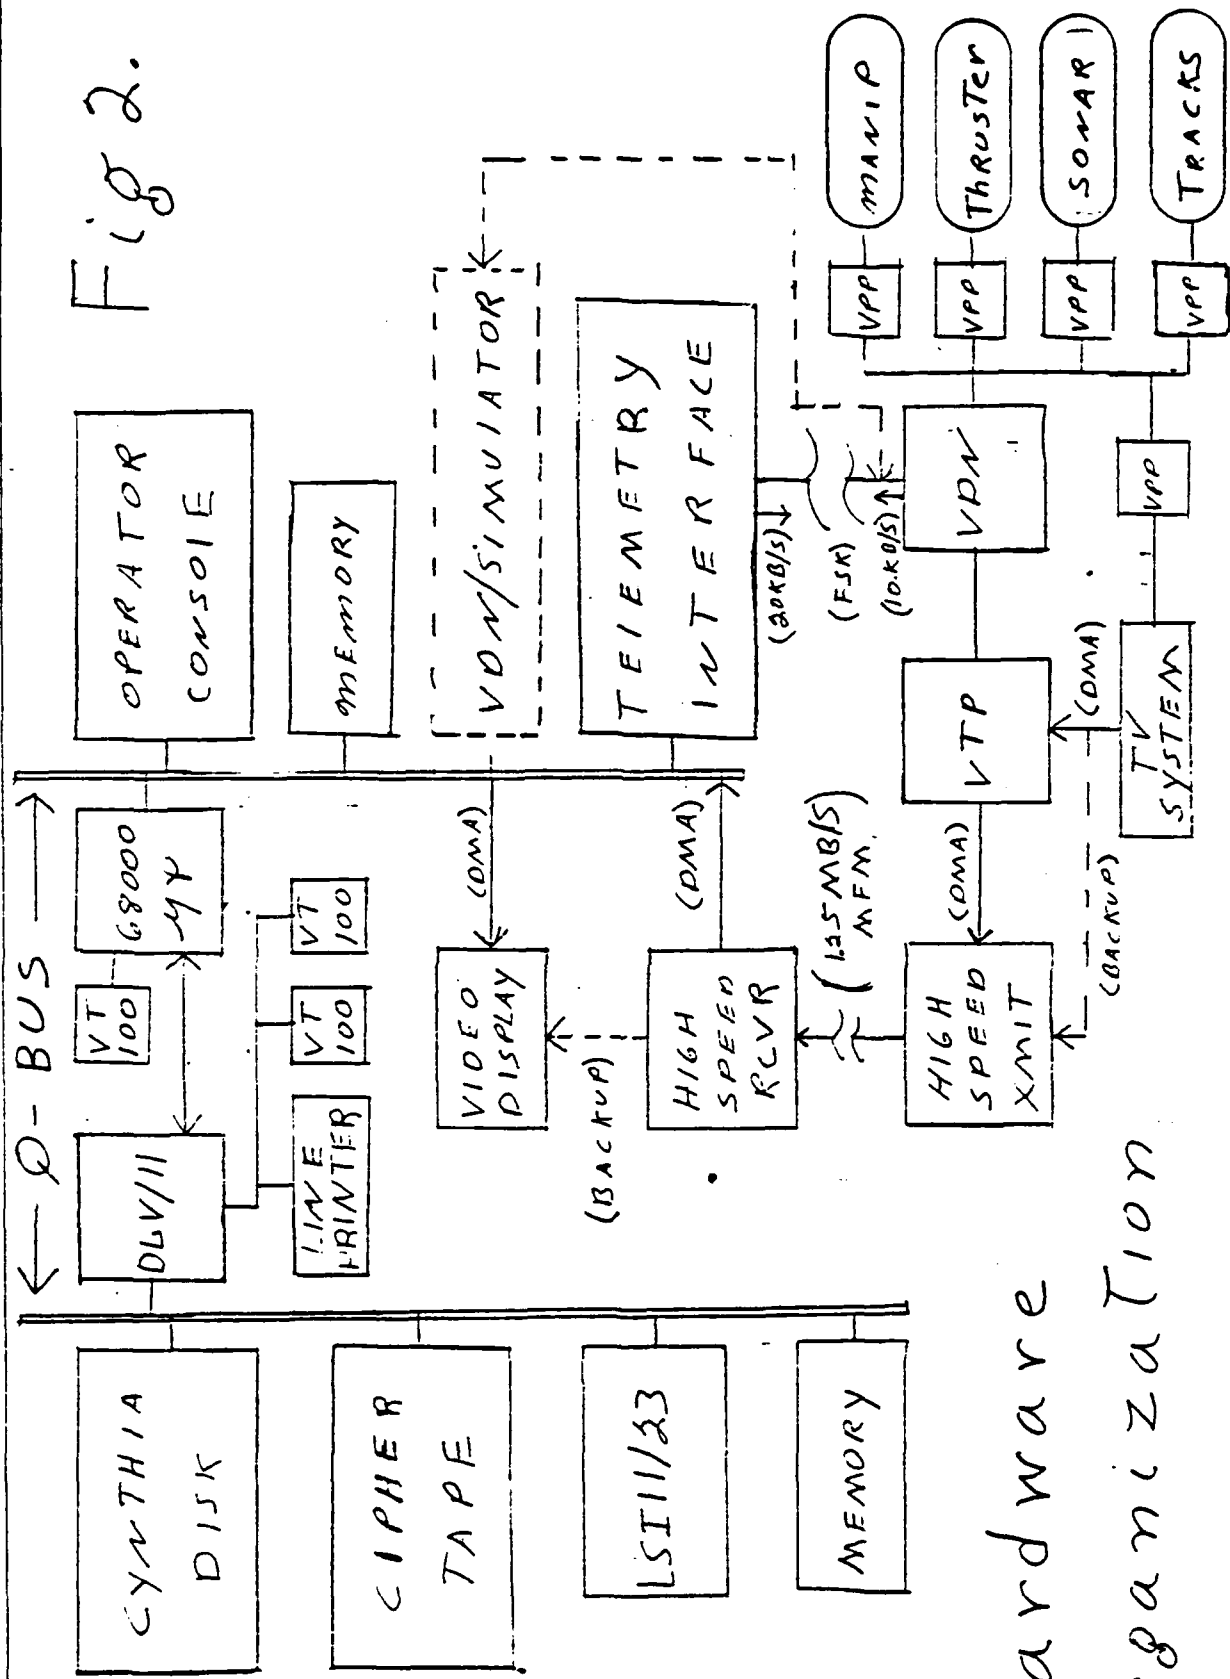 Fig 2.
← Q-BUS →
CYNTHIA
DISK
CIPHER
TAPE
LSI11/23
MEMORY
DLV/11
VT
100
68000
LINE
PRINTER
VT
100
VT
100
OPERATOR
CONSOLE
MEMORY
VDN/SIMULATOR
TELEMETRY
INTERFACE
VIDEO
DISPLAY
(DMA)
(BACKUP)
HIGH
SPEED
RCVR
(DMA)
(1.25 MB/S)
MFM
(20KB/S)
(FSK)
(10KB/S)
HIGH
SPEED
XMIT
(DMA)
VTP
VDN
(BACKUP)
(DMA)
TV
SYSTEM
VPP
VPP
MANIP
VPP
Thruster
VPP
SONAR
VPP
TRACKS
ardware
ganization